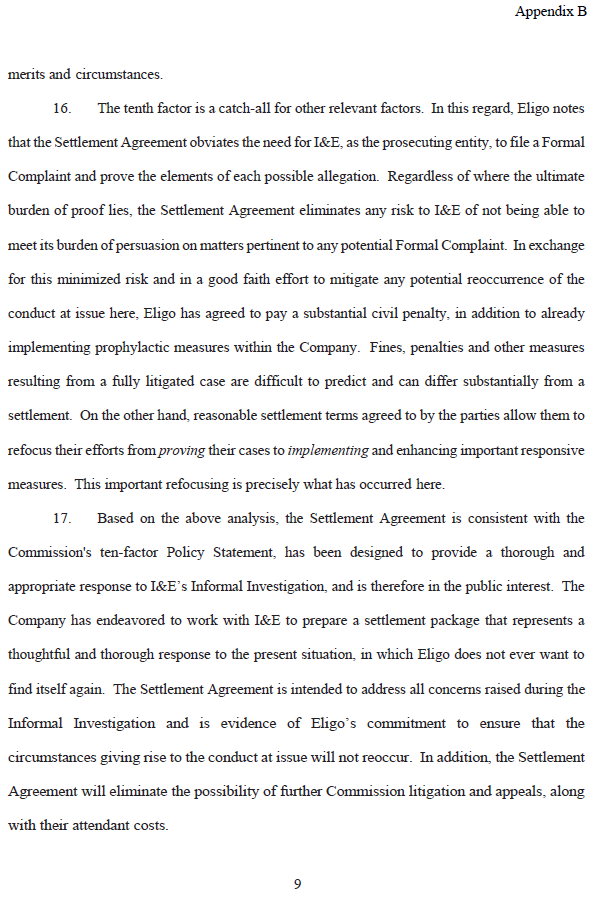 Appendix B
merits and circumstances.
16. The tenth factor is a catch-all for other relevant factors. In this regard, Eligo notes
that the Settlement Agreement obviates the need for I&E, as the prosecuting entity, to file a Formal
Complaint and prove the elements of each possible allegation. Regardless of where the ultimate
burden of proof lies, the Settlement Agreement eliminates any risk to I&E of not being able to
meet its burden of persuasion on matters pertinent to any potential Formal Complaint. In exchange
for this minimized risk and in a good faith effort to mitigate any potential reoccurrence of the
conduct at issue here, Eligo has agreed to pay a substantial civil penalty, in addition to already
implementing prophylactic measures within the Company. Fines, penalties and other measures
resulting from a fully litigated case are difficult to predict and can differ substantially from a
settlement. On the other hand, reasonable settlement terms agreed to by the parties allow them to
refocus their efforts from proving their cases to implementing and enhancing important responsive
measures. This important refocusing is precisely what has occurred here.
17. Based on the above analysis, the Settlement Agreement is consistent with the
Commission's ten-factor Policy Statement, has been designed to provide a thorough and
appropriate response to I&E’s Informal Investigation, and is therefore in the public interest. The
Company has endeavored to work with I&E to prepare a settlement package that represents a
thoughtful and thorough response to the present situation, in which Eligo does not ever want to
find itself again. The Settlement Agreement is intended to address all concerns raised during the
Informal Investigation and is evidence of Eligo’s commitment to ensure that the
circumstances giving rise to the conduct at issue will not reoccur. In addition, the Settlement
Agreement will eliminate the possibility of further Commission litigation and appeals, along
with their attendant costs.
9